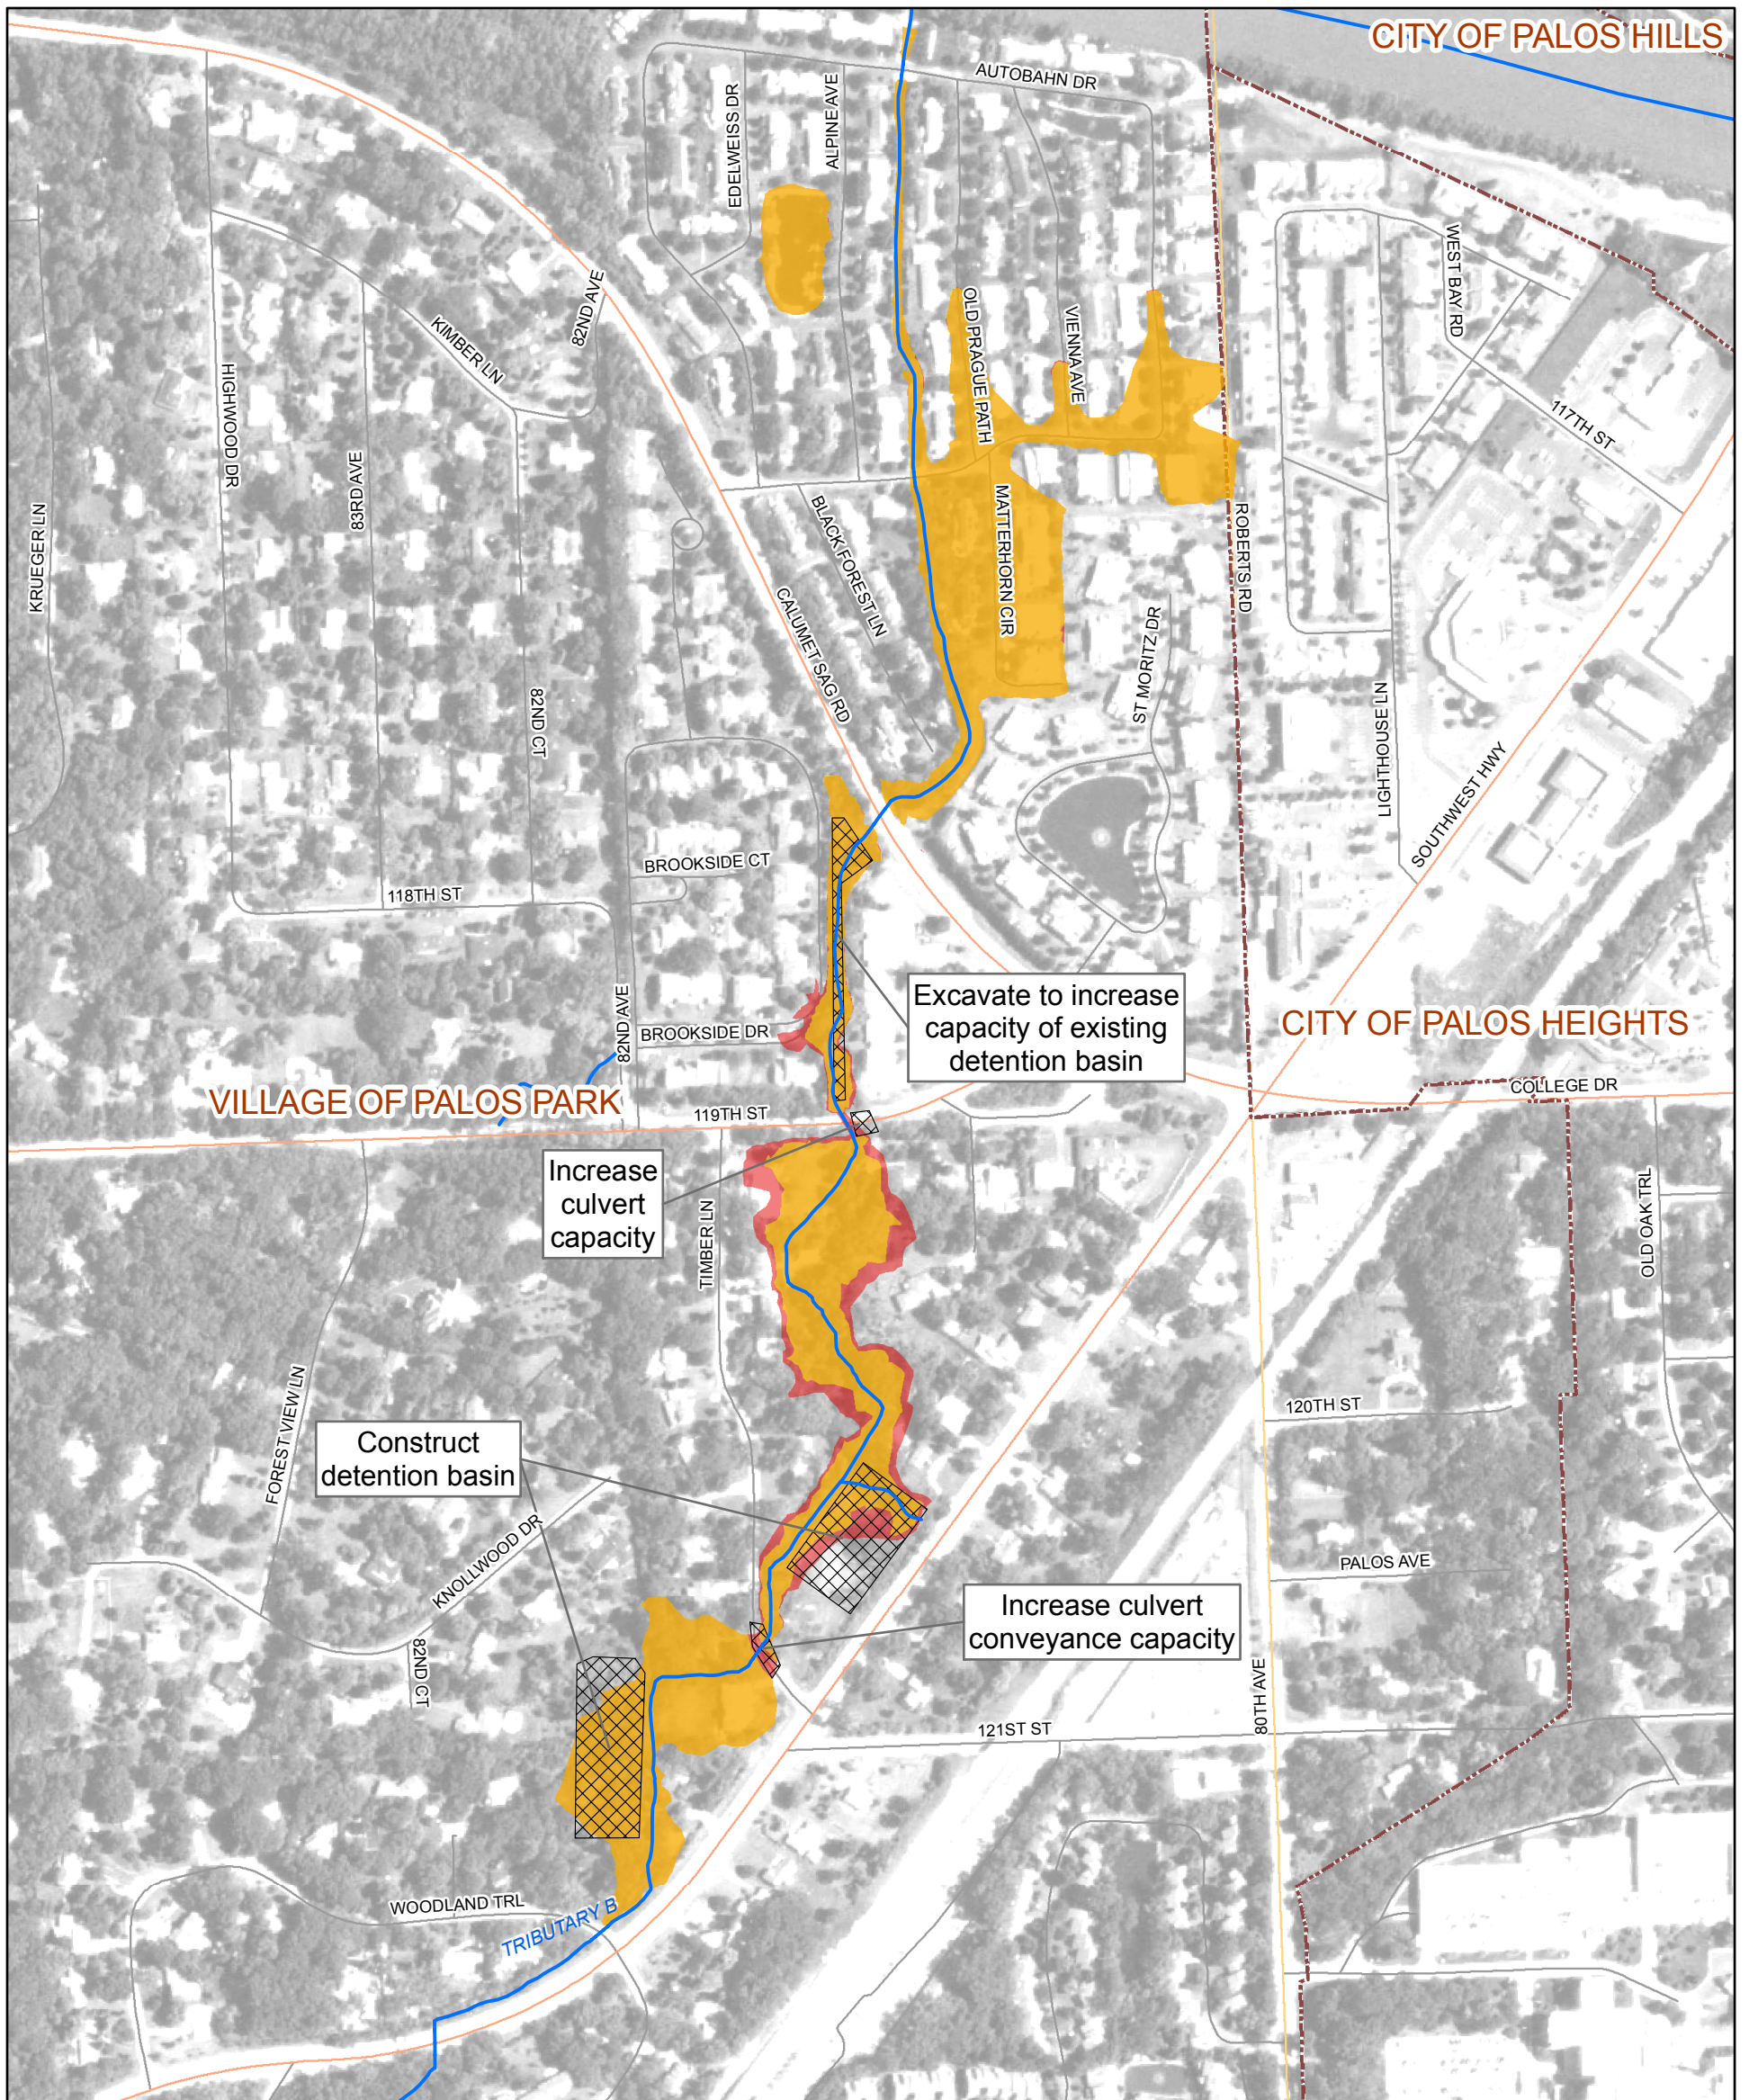 CITY OF PALOS HILLS
AUTOBAHN DR
EDELWEISS DR
ALPINE AVE
WEST BAY RD
82ND AVE
KIMBER LN
OLD PRAGUE PATH
VIENNA AVE
HIGHWOOD DR
83RD AVE
117TH ST
KRUEGER LN
BLACK FOREST LN
MATTERHORN CIR
ROBERTS RD
CALUMET SAG RD
ST MORITZ DR
82ND CT
LIGHTHOUSE LN
SOUTHWEST HWY
BROOKSIDE CT
118TH ST
Excavate to increase
capacity of existing
detention basin
82ND AVE
BROOKSIDE DR
CITY OF PALOS HEIGHTS
COLLEGE DR
VILLAGE OF PALOS PARK
119TH ST
Increase
culvert
capacity
TIMBER LN
OLD OAK TRL
FOREST VIEW LN
120TH ST
Construct
detention basin
KNOLLWOOD DR
PALOS AVE
Increase culvert
conveyance capacity
82ND CT
80TH AVE
121ST ST
WOODLAND TRL
TRIBUTARY B